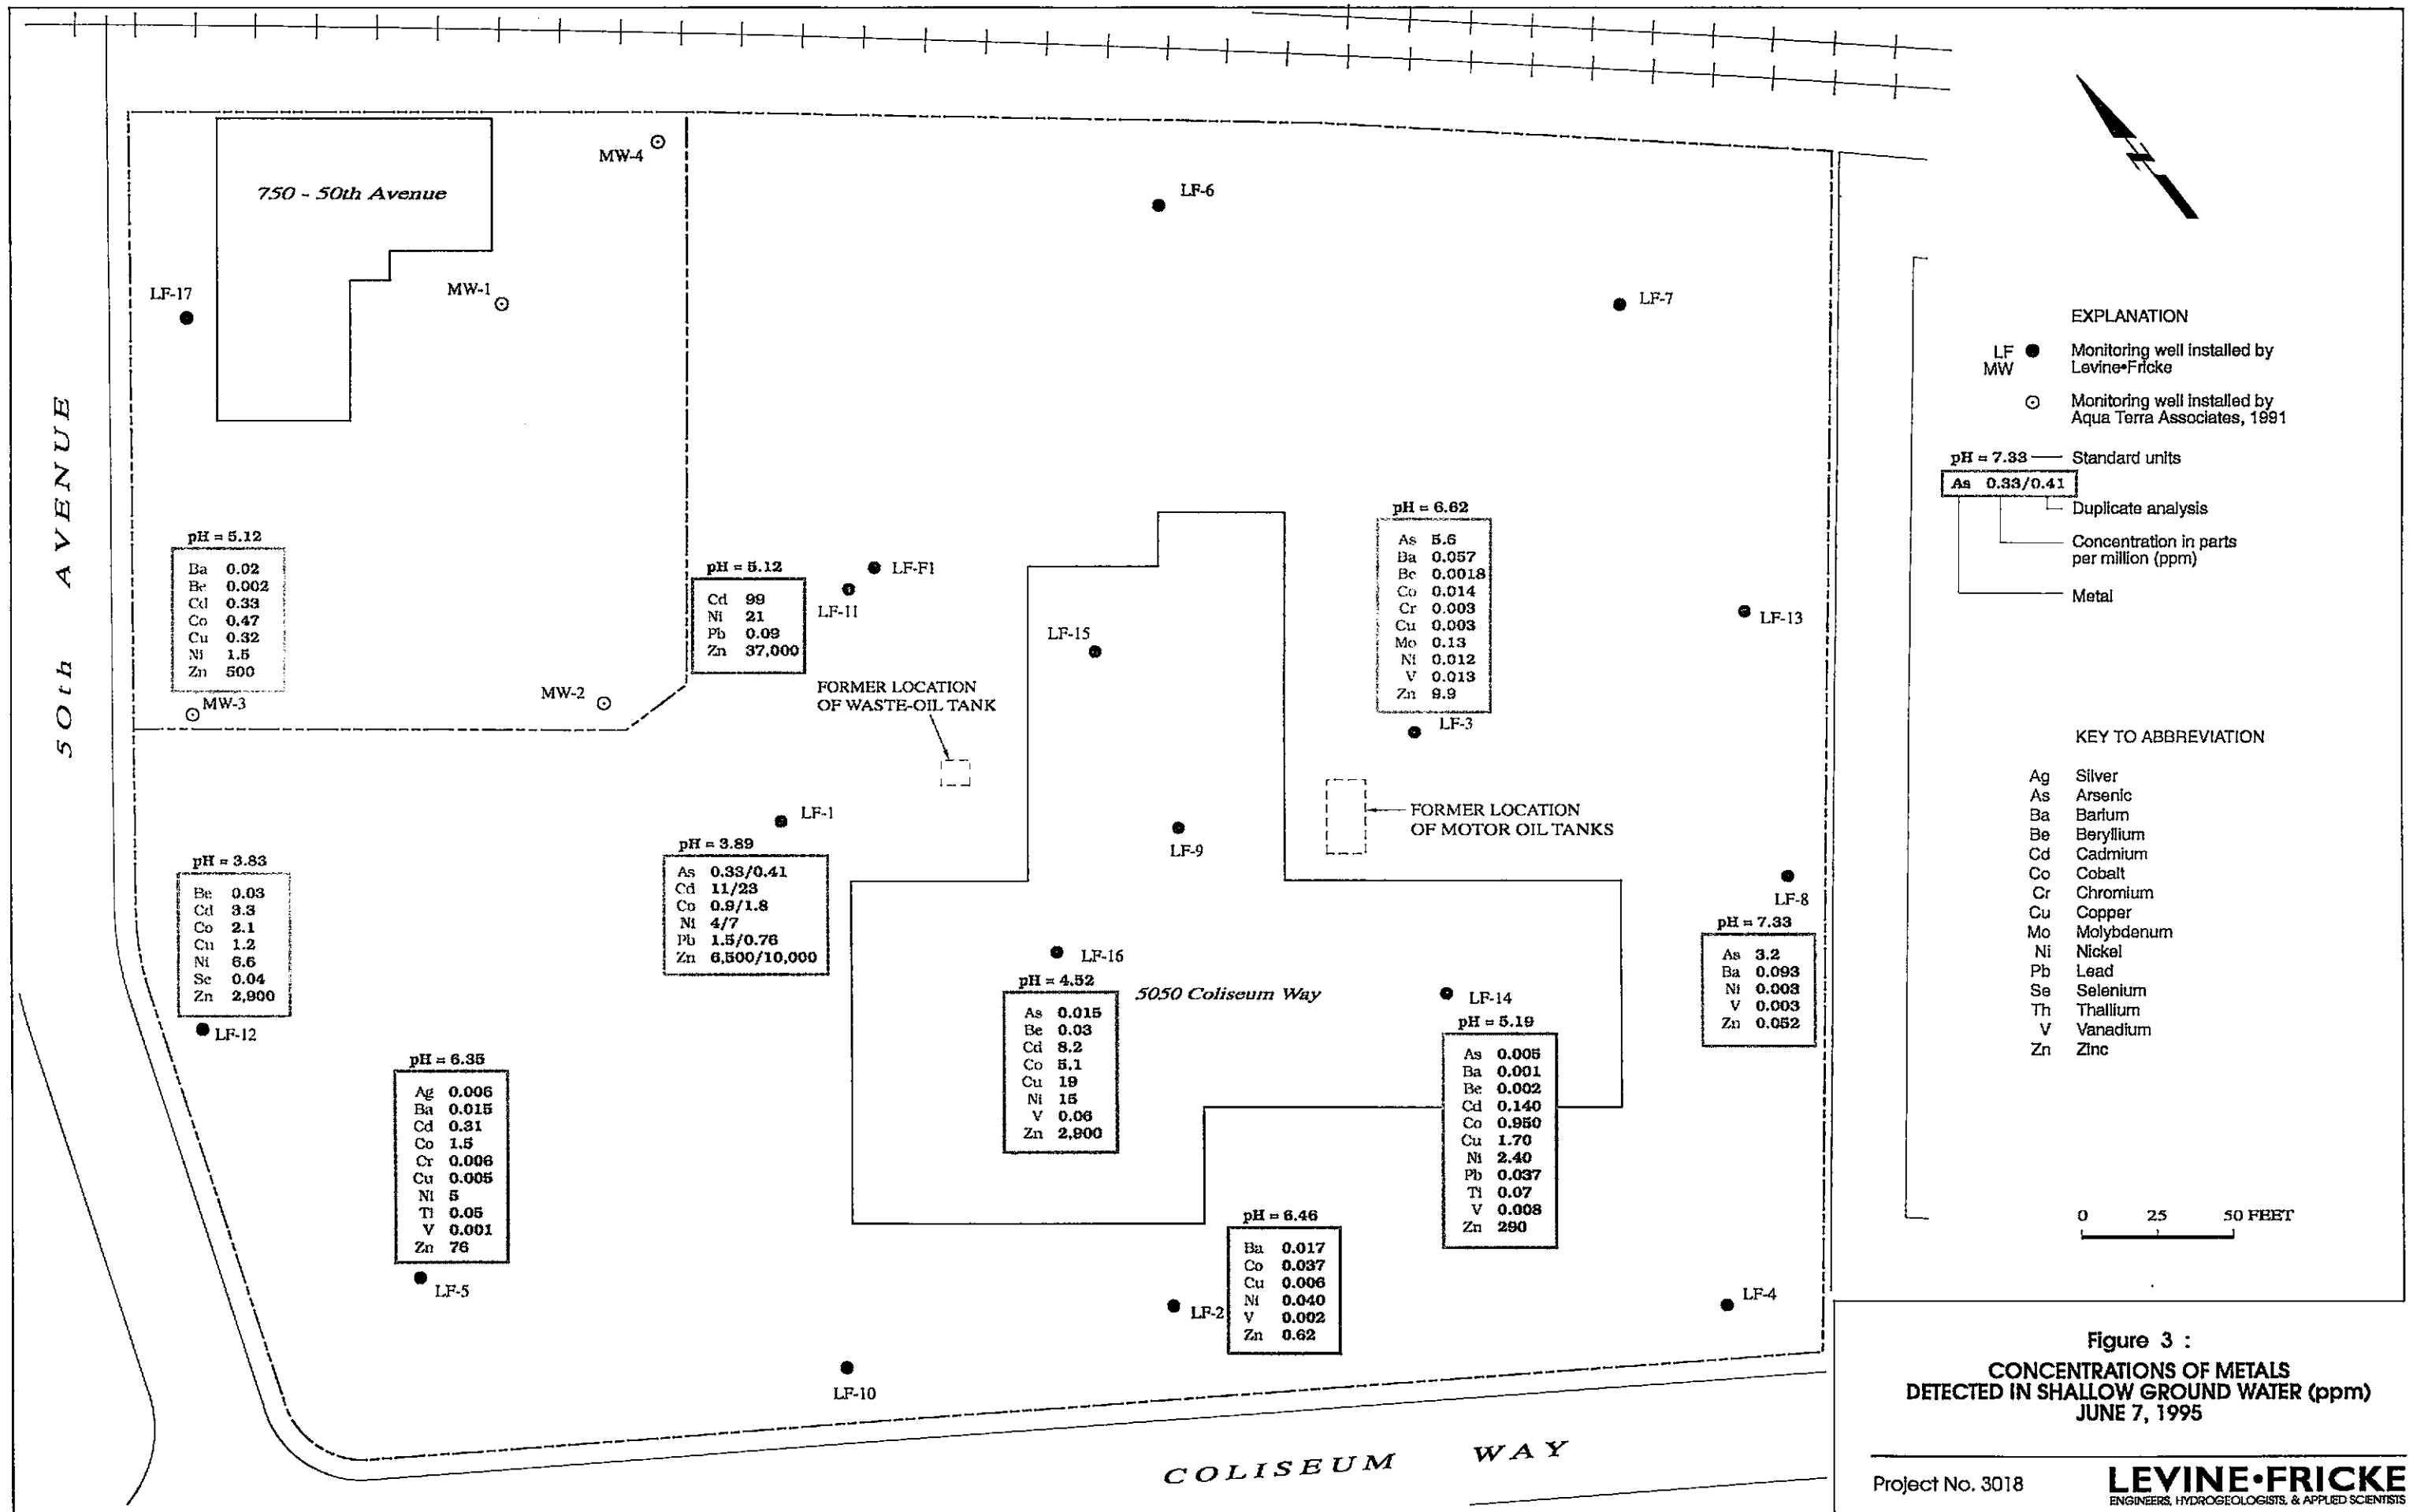 MW-4
750 - 50th Avenue
LF-6
LF-17
MW-1
LF-7
50th AVENUE
pH = 5.12
Ba 0.02
Be 0.002
Cd 0.33
Co 0.47
Cu 0.32
Ni 1.5
Zn 500
MW-3
MW-2
pH = 5.12
Cd 99
Ni 21
Pb 0.09
Zn 37,000
LF-F1
LF-11
LF-15
FORMER LOCATION
OF WASTE-OIL TANK
pH = 6.62
As 5.6
Ba 0.057
Be 0.0018
Co 0.014
Cr 0.003
Cu 0.003
Mo 0.13
Ni 0.012
V 0.013
Zn 9.9
LF-3
LF-13
FORMER LOCATION
OF MOTOR OIL TANKS
LF-1
pH = 3.89
As 0.33/0.41
Cd 11/23
Co 0.9/1.8
Ni 4/7
Pb 1.5/0.76
Zn 6,500/10,000
LF-9
LF-8
pH = 7.33
As 3.2
Ba 0.093
Ni 0.003
V 0.003
Zn 0.052
pH = 3.83
Be 0.03
Cd 3.3
Co 2.1
Cu 1.2
Ni 6.6
Se 0.04
Zn 2,900
LF-12
LF-16
pH = 4.52
As 0.015
Be 0.03
Cd 8.2
Co 5.1
Cu 19
Ni 15
V 0.06
Zn 2,900
5050 Coliseum Way
LF-14
pH = 5.19
As 0.005
Ba 0.001
Be 0.002
Cd 0.140
Co 0.950
Cu 1.70
Ni 2.40
Pb 0.037
Tl 0.07
V 0.008
Zn 290
pH = 6.35
Ag 0.006
Ba 0.015
Cd 0.31
Co 1.5
Cr 0.006
Cu 0.005
Ni 5
Tl 0.05
V 0.001
Zn 76
LF-5
pH = 6.46
Ba 0.017
Co 0.037
Cu 0.006
Ni 0.040
V 0.002
Zn 0.62
LF-2
LF-4
LF-10
COLISEUM WAY
EXPLANATION
LF
MW
Monitoring well installed by
Levine•Fricke
Monitoring well installed by
Aqua Terra Associates, 1991
pH = 7.33 Standard units
As 0.33/0.41
Duplicate analysis
Concentration in parts
per million (ppm)
Metal
KEY TO ABBREVIATION
Ag Silver
As Arsenic
Ba Barium
Be Beryllium
Cd Cadmium
Co Cobalt
Cr Chromium
Cu Copper
Mo Molybdenum
Ni Nickel
Pb Lead
Se Selenium
Th Thallium
V Vanadium
Zn Zinc
0 25 50 FEET
Figure 3 :
CONCENTRATIONS OF METALS
DETECTED IN SHALLOW GROUND WATER (ppm)
JUNE 7, 1995
Project No. 3018
LEVINE•FRICKE
ENGINEERS, HYDROGEOLOGISTS, & APPLIED SCIENTISTS